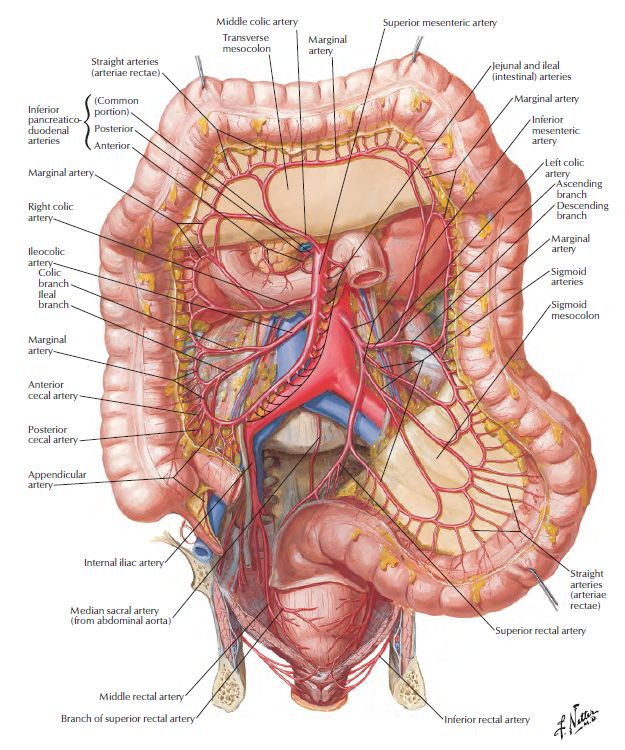 Middle colic artery
Transverse
mesocolon
Marginal
artery
Superior mesenteric artery
Straight arteries
(arteriae rectae)
Jejunal and ileal
(intestinal) arteries
Inferior
pancreatico-
duodenal
arteries
(Common
portion)
Posterior
Anterior
Marginal artery
Inferior
mesenteric
artery
Marginal artery
Left colic
artery
Ascending
branch
Descending
branch
Right colic
artery
Marginal
artery
Ileocolic
artery
Colic
branch
Ileal
branch
Sigmoid
arteries
Sigmoid
mesocolon
Marginal
artery
Anterior
cecal artery
Posterior
cecal artery
Appendicular
artery
Internal iliac artery
Straight
arteries
(arteriae
rectae)
Median sacral artery
(from abdominal aorta)
Superior rectal artery
Middle rectal artery
Branch of superior rectal artery
Inferior rectal artery
F. Netter
M.D.